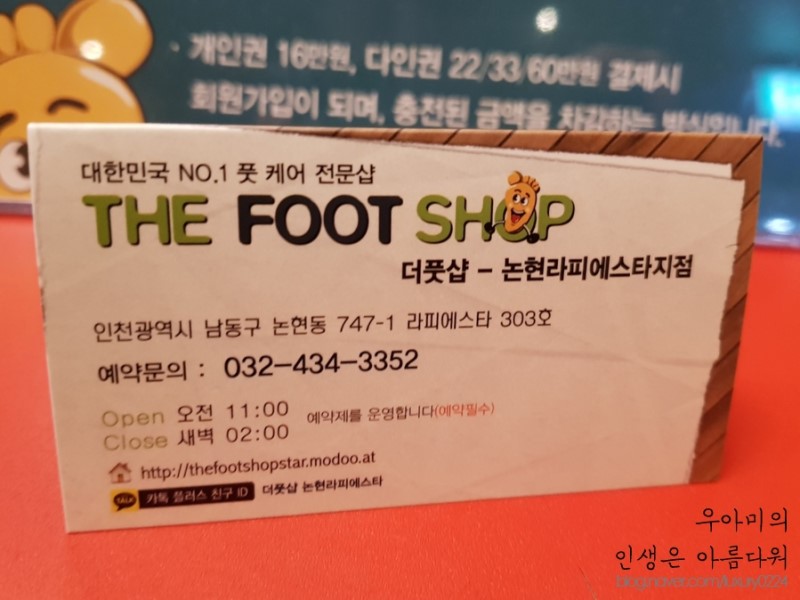 · 개인권 16만원, 다인권 22/33/60만원 결제시
회원가입이 되며, 충전된 금액을 차감하는 방식입니다.
대한민국 NO.1 풋 케어 전문샵
THE FOOT SHOP
더풋샵 - 논현라피에스타지점
인천광역시 남동구 논현동 747-1 라피에스타 303호
예약문의 : 032-434-3352
Open 오전 11:00 예약제를 운영합니다(예약필수)
Close 새벽 02:00
http://thefootshopstar.modoo.at
TALK 카톡 플러스 친구 ID 더풋샵 논현라피에스타
우아미의
인생은 아름다워
blog.naver.com/luxury0224